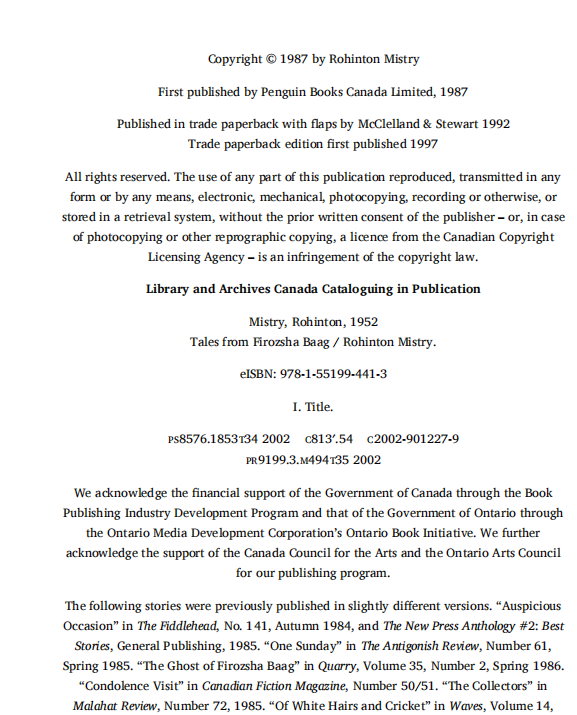 Copyright © 1987 by Rohinton Mistry
First published by Penguin Books Canada Limited, 1987
Published in trade paperback with flaps by McClelland & Stewart 1992
Trade paperback edition first published 1997
All rights reserved. The use of any part of this publication reproduced, transmitted in any
form or by any means, electronic, mechanical, photocopying, recording or otherwise, or
stored in a retrieval system, without the prior written consent of the publisher – or, in case
of photocopying or other reprographic copying, a licence from the Canadian Copyright
Licensing Agency – is an infringement of the copyright law.
Library and Archives Canada Cataloguing in Publication
Mistry, Rohinton, 1952
Tales from Firozsha Baag / Rohinton Mistry.
eISBN: 978-1-55199-441-3
I. Title.
PS8576.1853T34 2002 C813′.54 C2002-901227-9
PR9199.3.M494T35 2002
We acknowledge the financial support of the Government of Canada through the Book
Publishing Industry Development Program and that of the Government of Ontario through
the Ontario Media Development Corporation’s Ontario Book Initiative. We further
acknowledge the support of the Canada Council for the Arts and the Ontario Arts Council
for our publishing program.
The following stories were previously published in slightly different versions. “Auspicious
Occasion” in The Fiddlehead, No. 141, Autumn 1984, and The New Press Anthology #2: Best
Stories, General Publishing, 1985. “One Sunday” in The Antigonish Review, Number 61,
Spring 1985. “The Ghost of Firozsha Baag” in Quarry, Volume 35, Number 2, Spring 1986.
“Condolence Visit” in Canadian Fiction Magazine, Number 50/51. “The Collectors” in
Malahat Review, Number 72, 1985. “Of White Hairs and Cricket” in Waves, Volume 14,